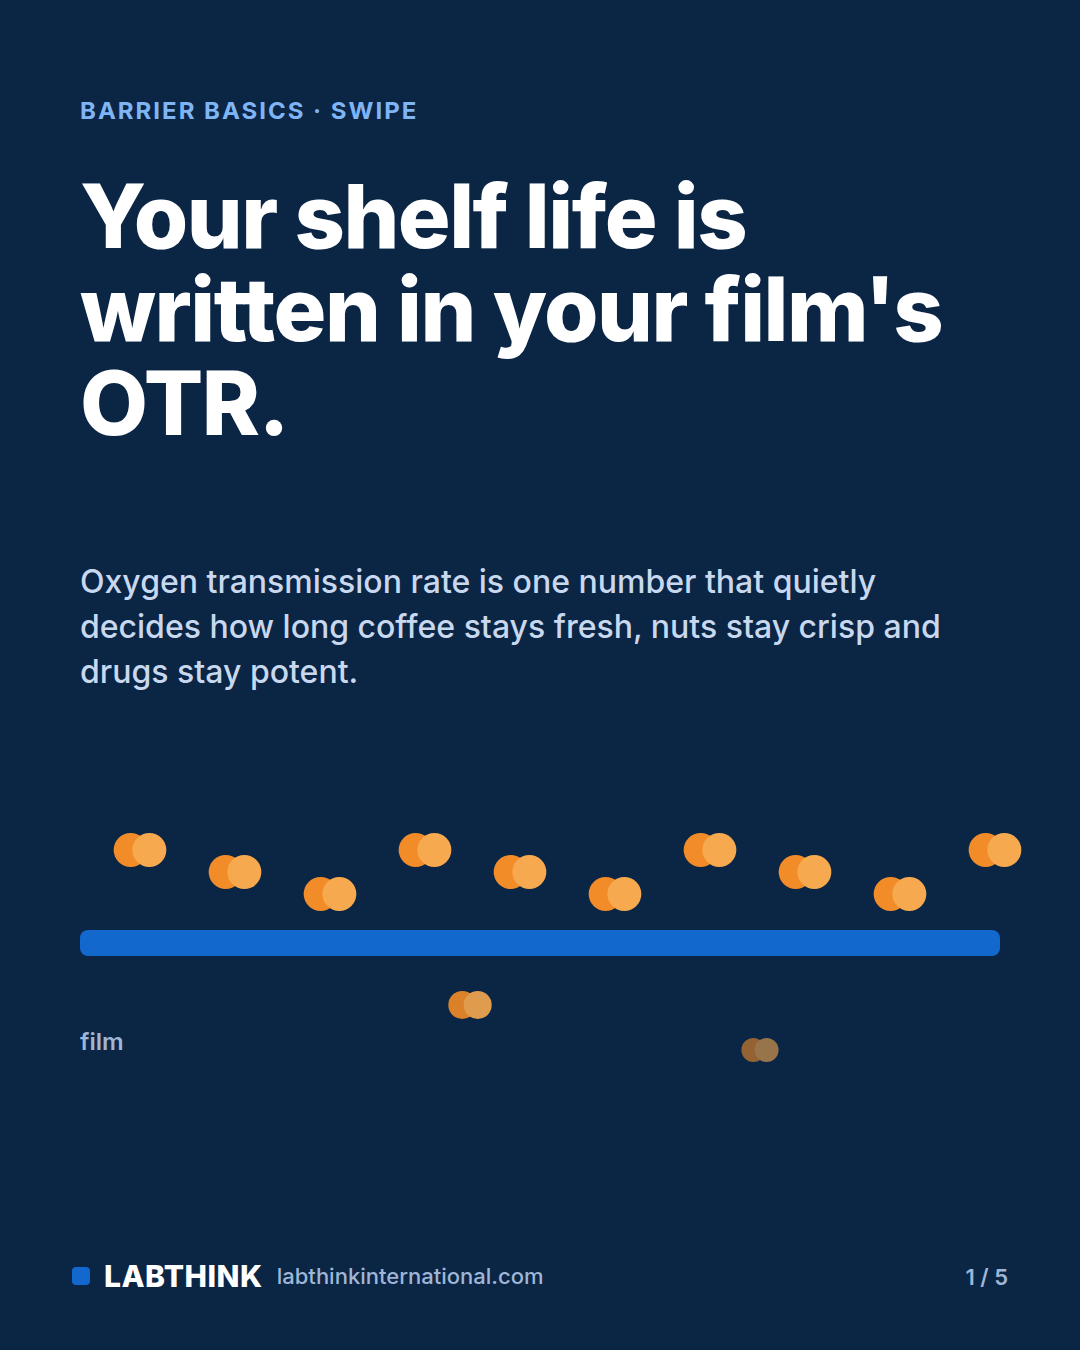 BARRIER BASICS · SWIPE
Your shelf life is
written in your film's
OTR.
Oxygen transmission rate is one number that quietly
decides how long coffee stays fresh, nuts stay crisp and
drugs stay potent.
film
LABTHINK labthinkinternational.com
1 / 5